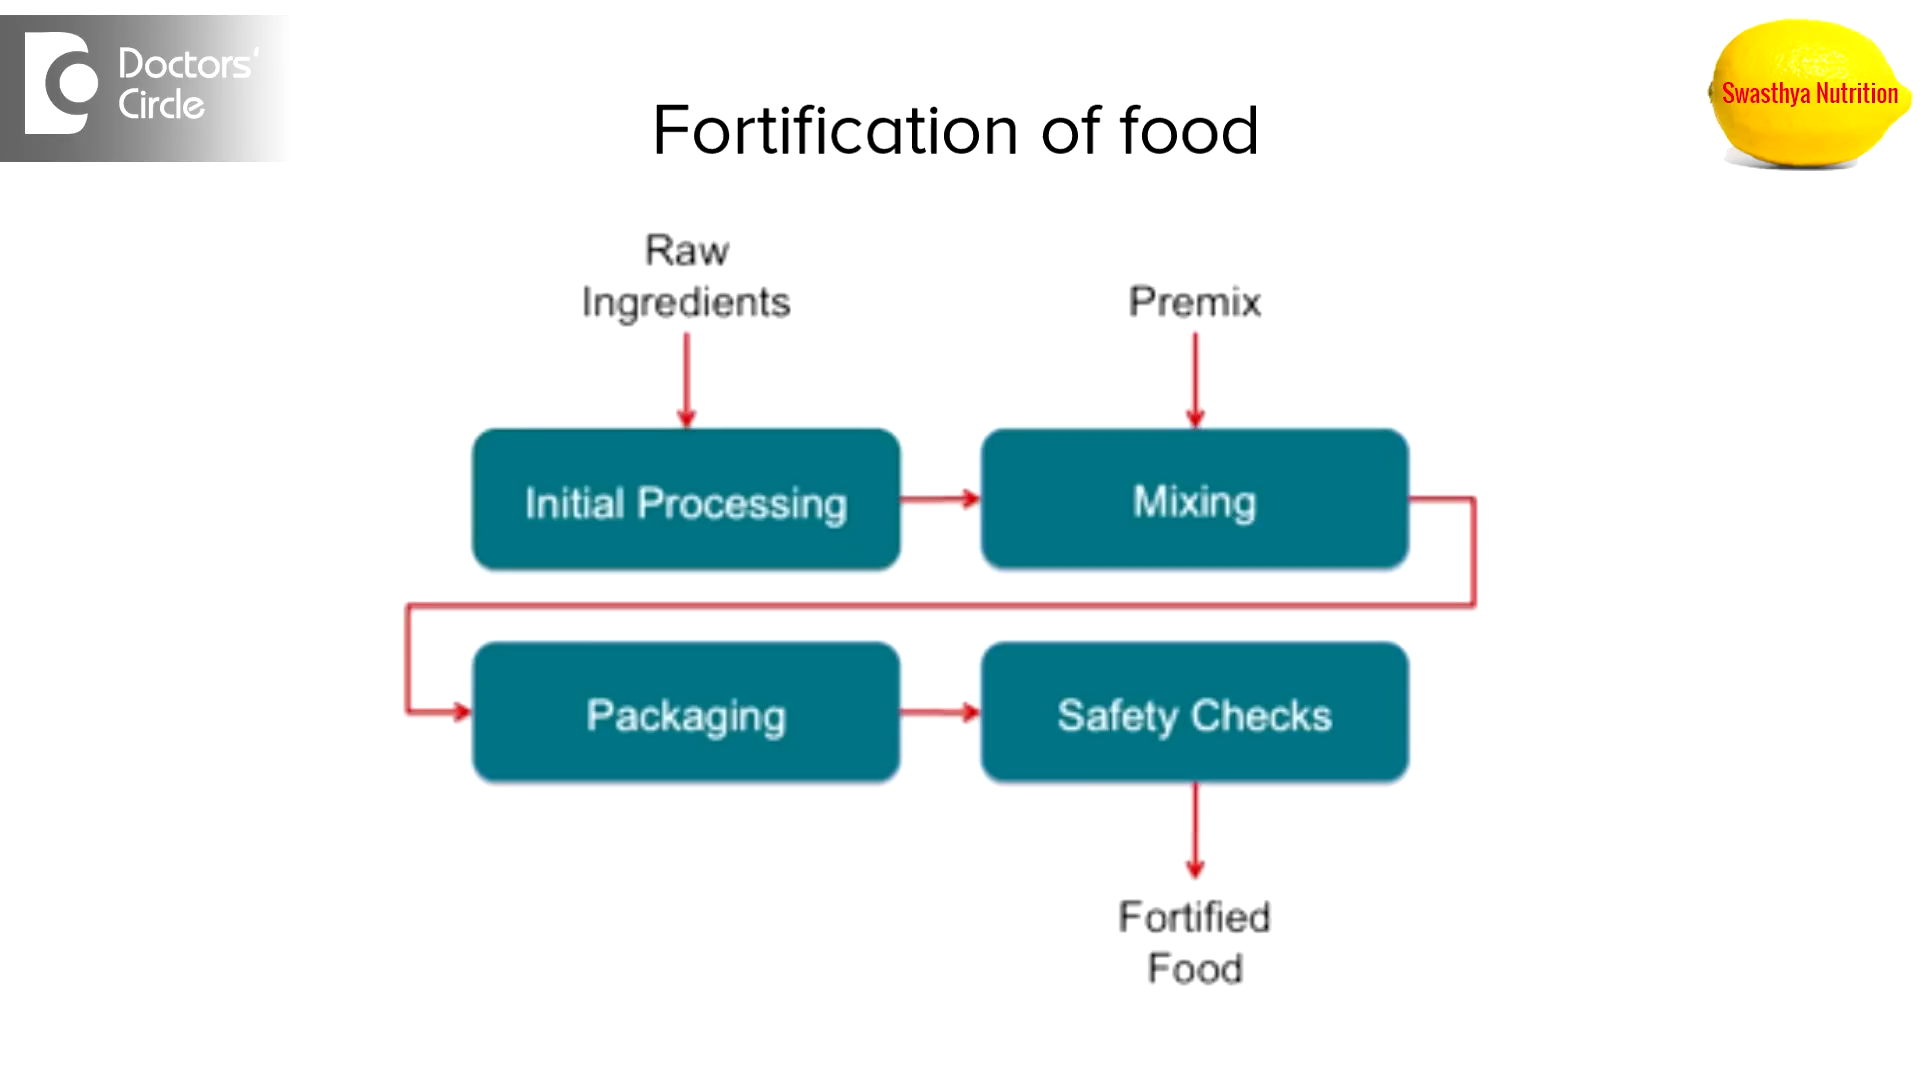 Doctors'
Circle
Swasthya Nutrition
Fortification of food
Raw
Ingredients
Premix
Initial Processing
Mixing
Packaging
Safety Checks
Fortified
Food